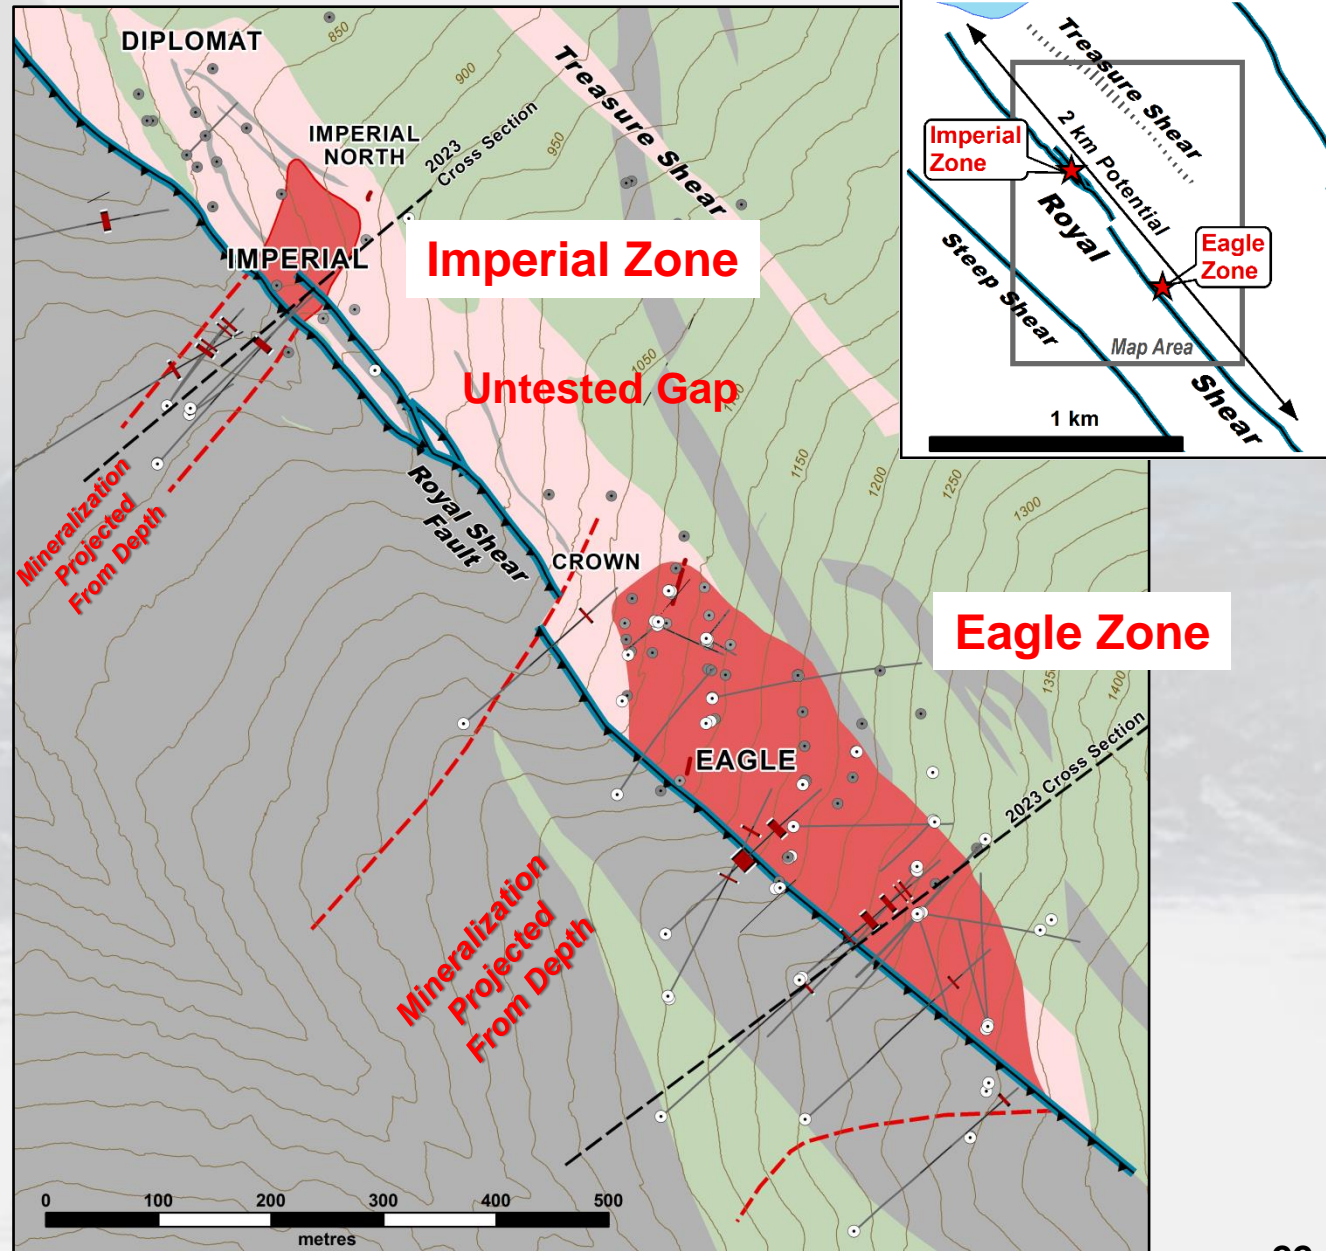 DIPLOMAT
850
900
950
IMPERIAL
NORTH
2023
Cross Section
Treasure Shear
IMPERIAL
Imperial Zone
Untested Gap
1050
1100
1150
1200
1250
1300
1350
1400
Mineralization
Projected
From Depth
Royal Shear
Fault
CROWN
Eagle Zone
EAGLE
2023 Cross Section
Mineralization
Projected
From Depth
0 100 200 300 400 500
metres
Treasure Shear
2 km Potential
Imperial
Zone
Royal
Shear
Eagle
Zone
Steep Shear
Map Area
1 km